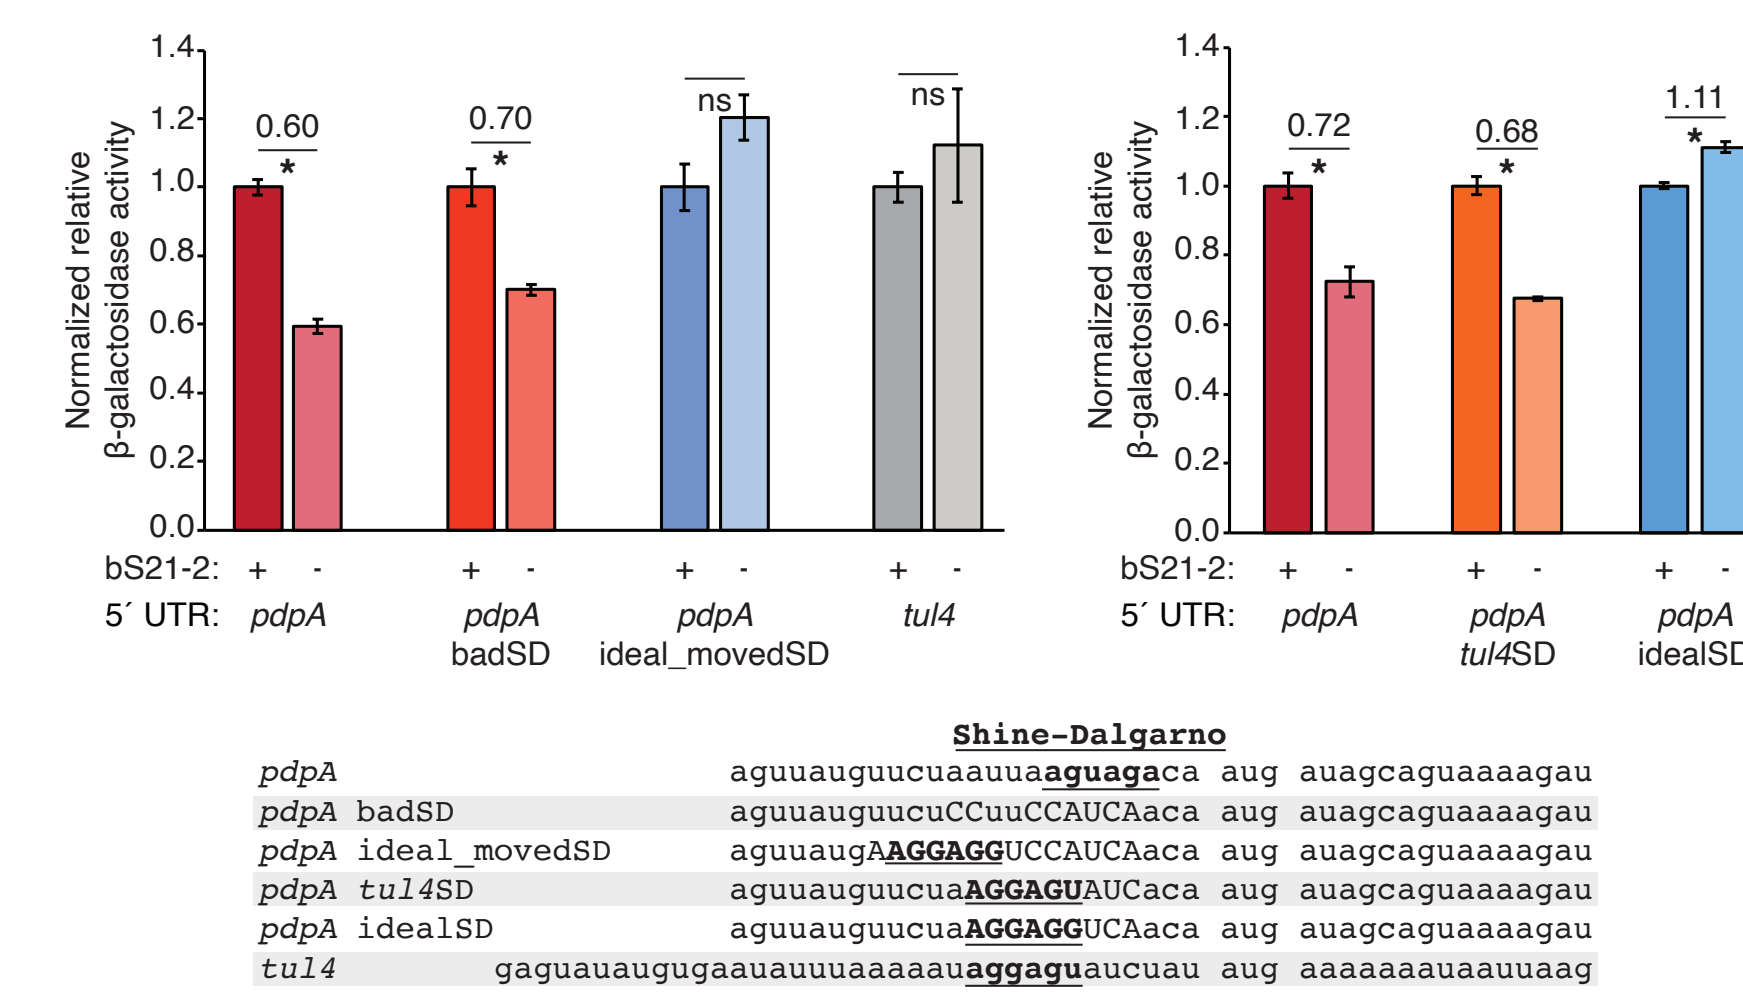 1.4
1.2
1.0
0.8
0.6
0.4
0.2
0.0
Normalized relative
β-galactosidase activity
0.60
*
0.70
*
ns
ns
bS21-2: + - + - + - + -
5´ UTR: pdpA pdpA pdpA tul4
badSD ideal_movedSD
1.4
1.2
1.0
0.8
0.6
0.4
0.2
0.0
Normalized relative
β-galactosidase activity
0.72
*
0.68
*
1.11
*
bS21-2: + - + - + -
5´ UTR: pdpA pdpA pdpA
tul4SD idealSD
Shine-Dalgarno
pdpA aguuauguucuaauuaaguagaca aug auagcaguaaaagau
pdpA badSD aguuauguucuCCuuCCAUCAaca aug auagcaguaaaagau
pdpA ideal_movedSD aguuaugAAGGAGGUCCAUCAaca aug auagcaguaaaagau
pdpA tul4SD aguuauguucuaAGGAGUAUCaca aug auagcaguaaaagau
pdpA idealSD aguuauguucuaAGGAGGUCAaca aug auagcaguaaaagau
tul4 gaguauaugugaauauuuaaaaauaggaguaucuau aug aaaaaaauaauuaag